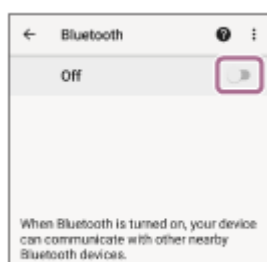 Bluetooth
Off
When Bluetooth is turned on, your device
can communicate with other nearby
Bluetooth devices.